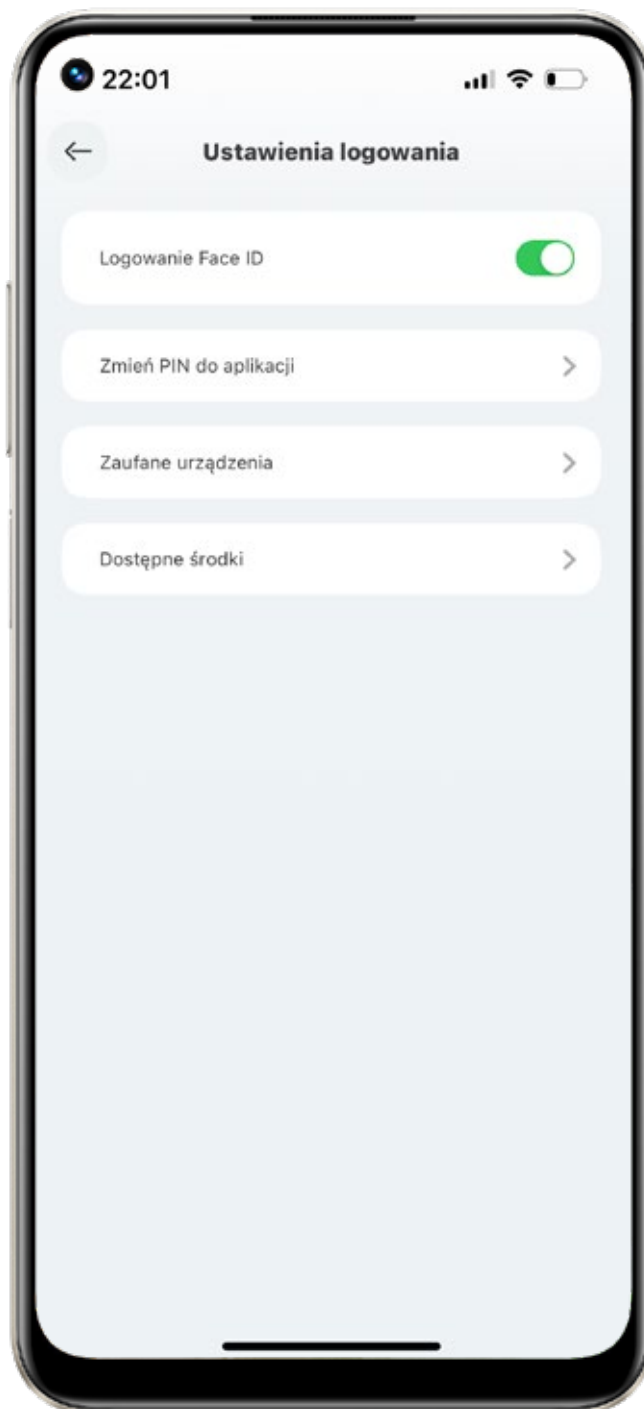 22:01
Ustawienia logowania
Logowanie Face ID
Zmień PIN do aplikacji
Zaufane urządzenia
Dostępne środki